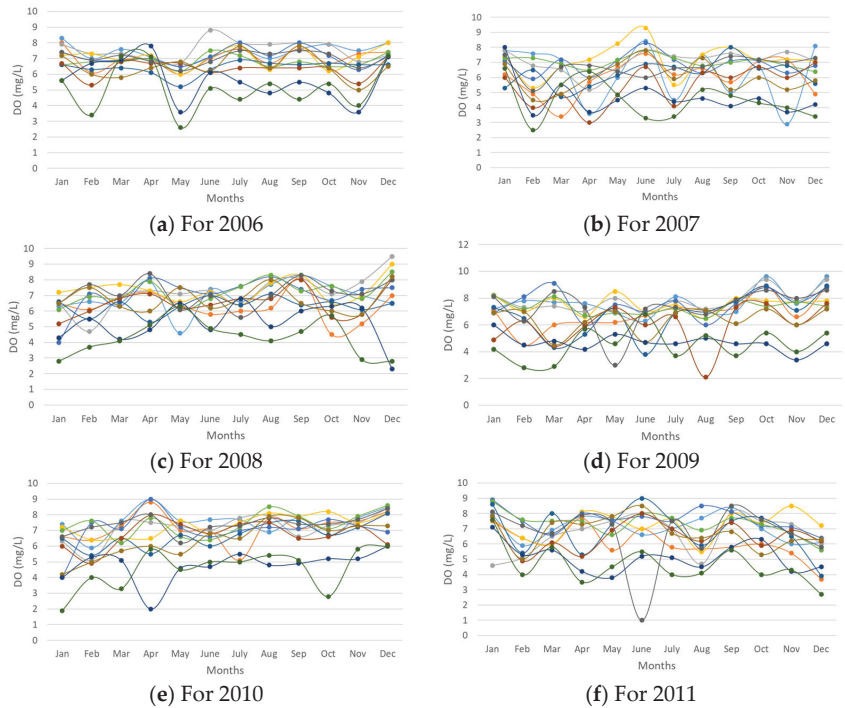 DO (mg/L)
10
9
8
7
6
5
4
3
2
1
0
Jan Feb Mar Apr May June July Aug Sep Oct Nov Dec
Months
(a) For 2006
DO (mg/L)
10
9
8
7
6
5
4
3
2
1
0
Jan Feb Mar Apr May June July Aug Sep Oct Nov Dec
Months
(b) For 2007
DO (mg/L)
10
9
8
7
6
5
4
3
2
1
0
Jan Feb Mar Apr May June July Aug Sep Oct Nov Dec
Months
(c) For 2008
DO (mg/L)
12
10
8
6
4
2
0
Jan Feb Mar Apr May June July Aug Sep Oct Nov Dec
Months
(d) For 2009
DO (mg/L)
10
9
8
7
6
5
4
3
2
1
0
Jan Feb Mar Apr May June July Aug Sep Oct Nov Dec
Months
(e) For 2010
DO (mg/L)
10
9
8
7
6
5
4
3
2
1
0
Jan Feb Mar Apr May June July Aug Sep Oct Nov Dec
Months
(f) For 2011